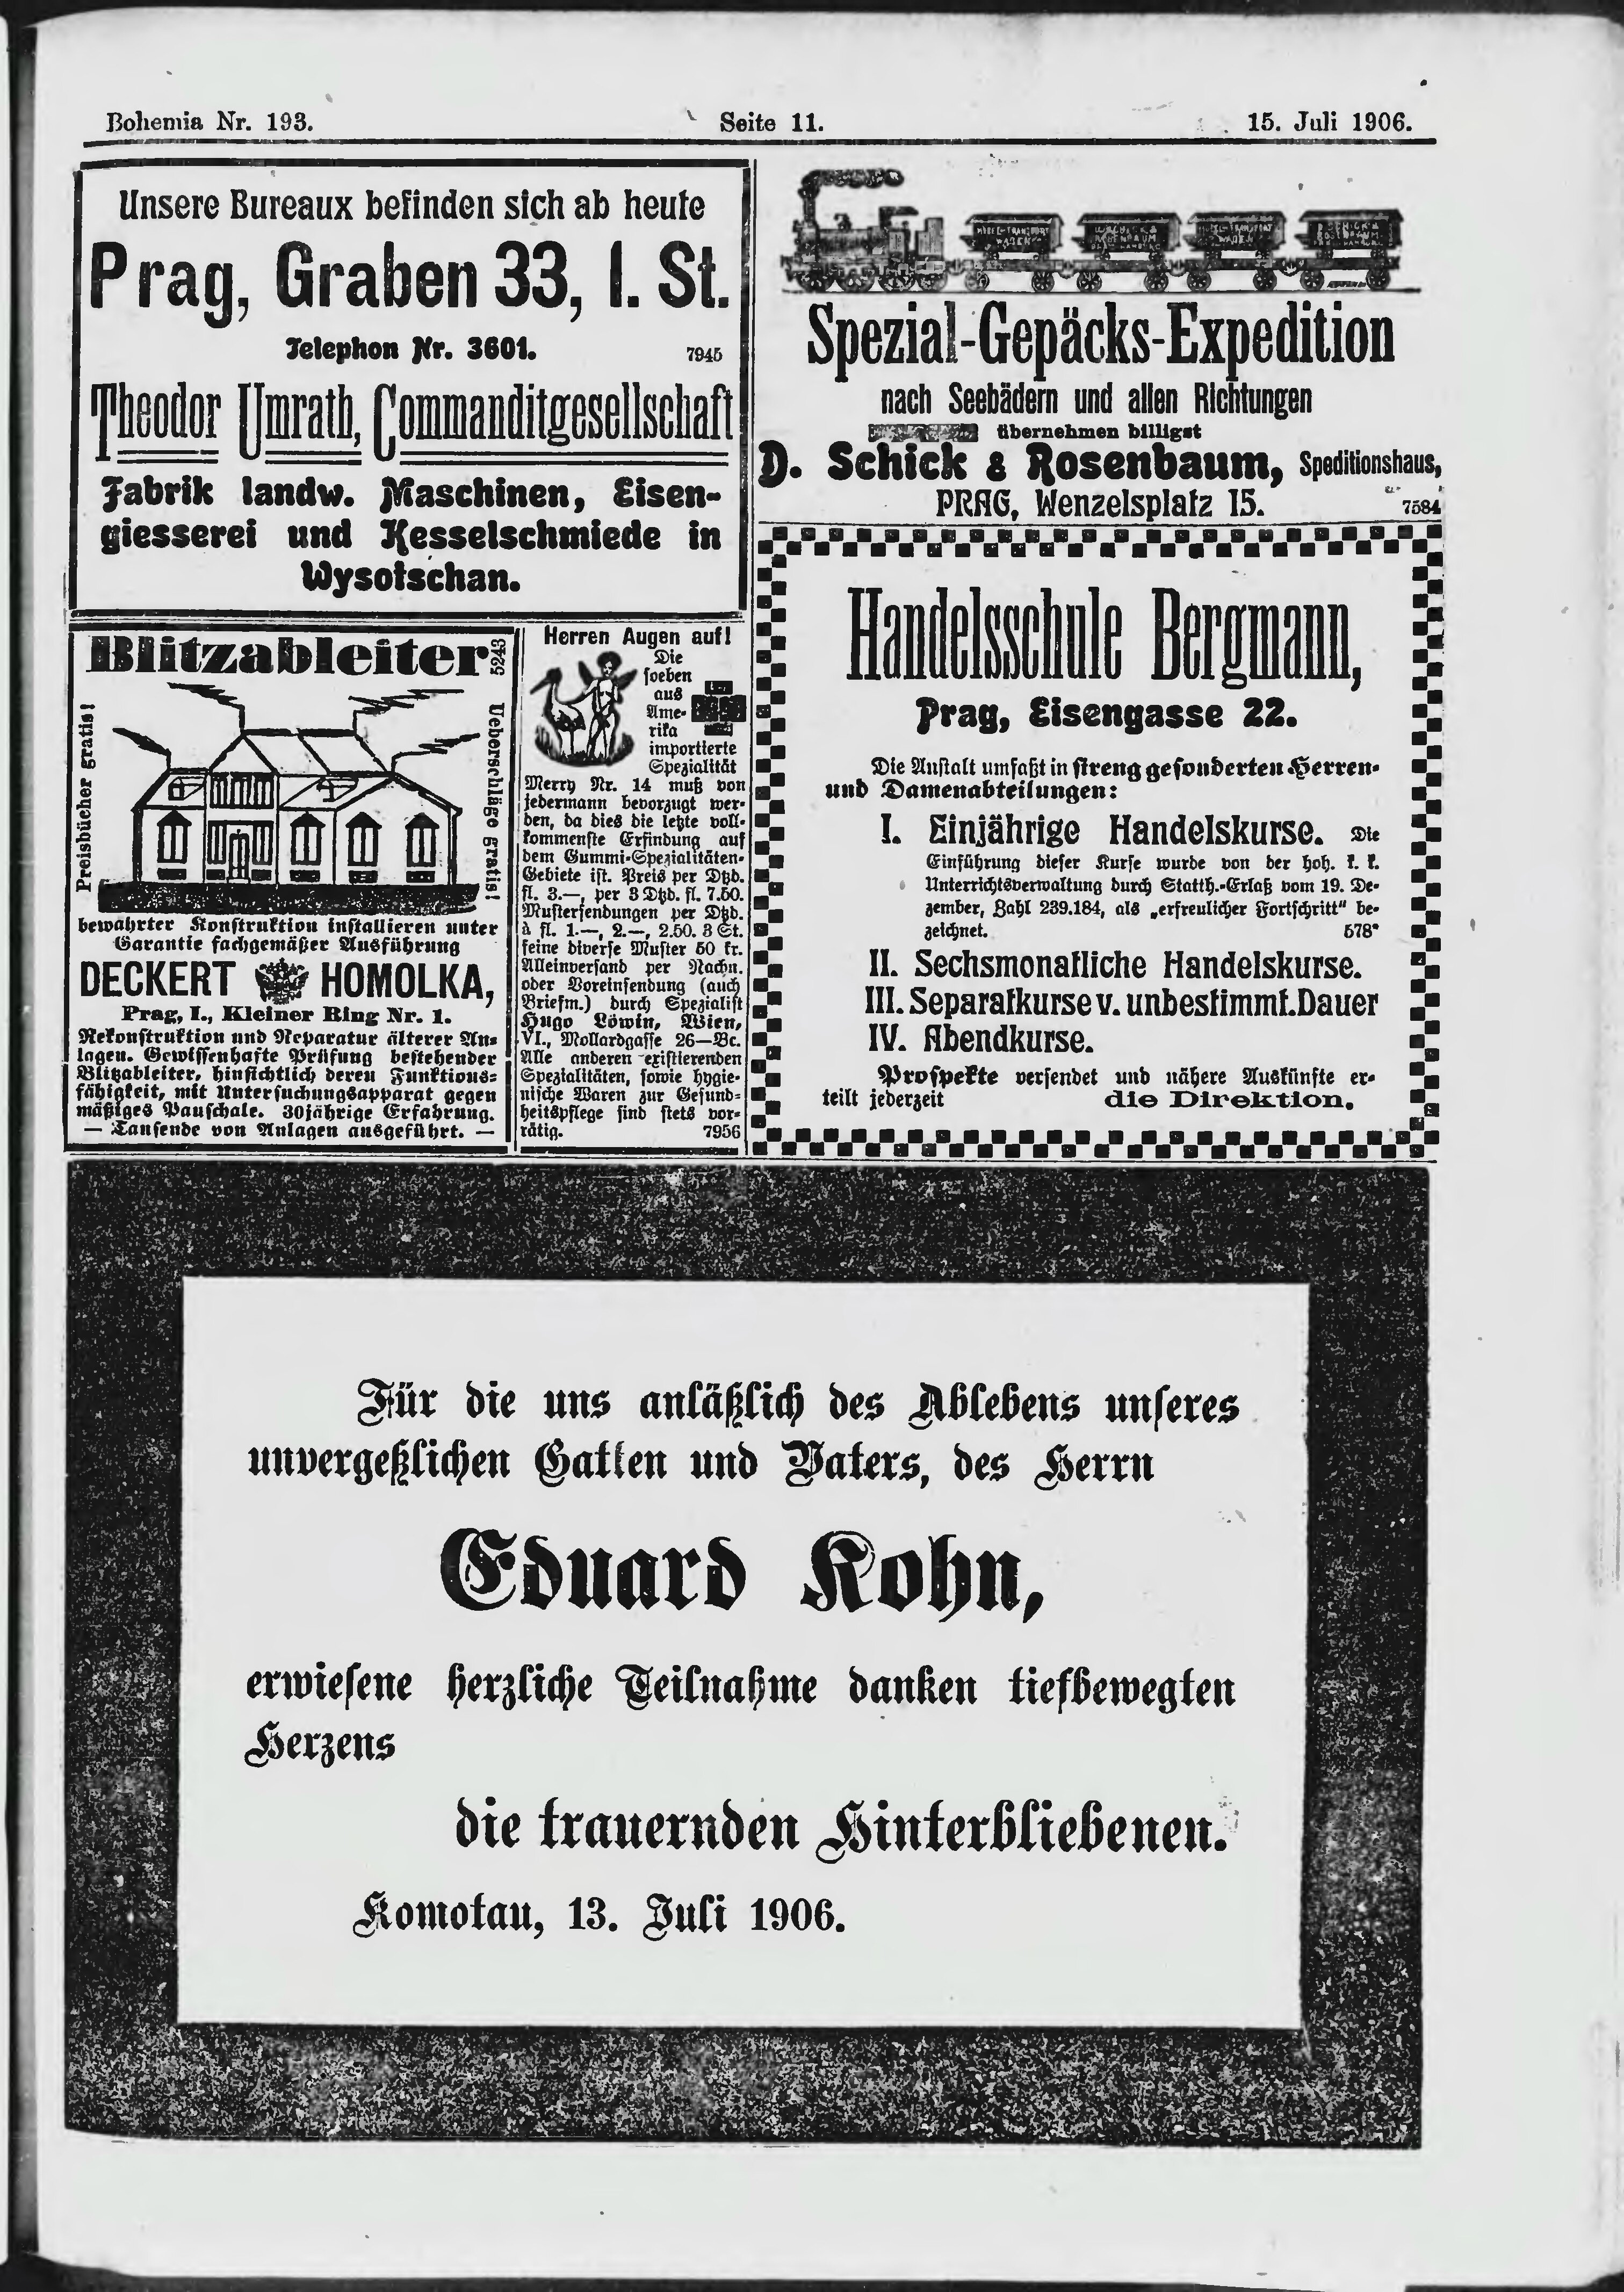 Bohemia Nr. 193.
Seite 11.
15. Juli 1906.
Unsere Bureaux befinden sich ab heute
Prag, Graben 33, I. St.
Telephon Nr. 3601. 7945
Theodor Umrath, Commanditgesellschaft
Fabrik landw. Maschinen, Eisen-
giesserei und Kesselschmiede in
Wysotschan.
Blitzableiter
5243
Preisbücher gratis!
Ueberschläge gratis!
bewährter Konstruktion installieren unter
Garantie fachgemäßer Ausführung
DECKERT HOMOLKA,
Prag, I., Kleiner Ring Nr. 1.
Rekonstruktion und Reparatur älterer An-
lagen. Gewissenhafte Prüfung bestehender
Blitzableiter, hinsichtlich deren Funktions-
fähigkeit, mit Untersuchungsapparat gegen
mäßiges Pauschale. 30jährige Erfahrung.
— Tausende von Anlagen ausgeführt. —
Herren Augen auf!
Die
soeben
aus
Ame-
rika
importierte
Spezialität
Merry Nr. 14 muß von
jedermann bevorzugt wer-
den, da dies die letzte voll-
kommenste Erfindung auf
dem Gummi-Spezialitäten-
Gebiete ist. Preis per Dtzd.
fl. 3.—, per 3 Dtzd. fl. 7.50.
Mustersendungen per Dtzd.
à fl. 1.—, 2.—, 2.50. 3 St.
feine diverse Muster 50 kr.
Alleinversand per Nachn.
oder Voreinsendung (auch
Briefm.) durch Spezialist
Hugo Löwin, Wien,
VI., Mollardgasse 26—Bc.
Alle anderen existierenden
Spezialitäten, sowie hygie-
nische Waren zur Gesund-
heitspflege sind stets vor-
rätig. 7956
MÖBEL-TRANSPORT
WAGEN
Spezial-Gepäcks-Expedition
nach Seebädern und allen Richtungen
übernehmen billigst
D. Schick & Rosenbaum, Speditionshaus,
PRAG, Wenzelsplatz 15. 7584
Handelsschule Bergmann,
Prag, Eisengasse 22.
Die Anstalt umfaßt in streng gesonderten Herren-
und Damenabteilungen:
I. Einjährige Handelskurse. Die
Einführung dieser Kurse wurde von der hoh. k. k.
Unterrichtsverwaltung durch Statth.-Erlaß vom 19. De-
zember, Zahl 239.184, als „erfreulicher Fortschritt" be-
zeichnet. 578*
II. Sechsmonatliche Handelskurse.
III. Separatkurse v. unbestimmt. Dauer
IV. Abendkurse.
Prospekte versendet und nähere Auskünfte er-
teilt jederzeit die Direktion.
Für die uns anläßlich des Ablebens unseres
unvergeßlichen Gatten und Vaters, des Herrn
Eduard Kohn,
erwiesene herzliche Teilnahme danken tiefbewegten
Herzens
die trauernden Hinterbliebenen.
Komotau, 13. Juli 1906.